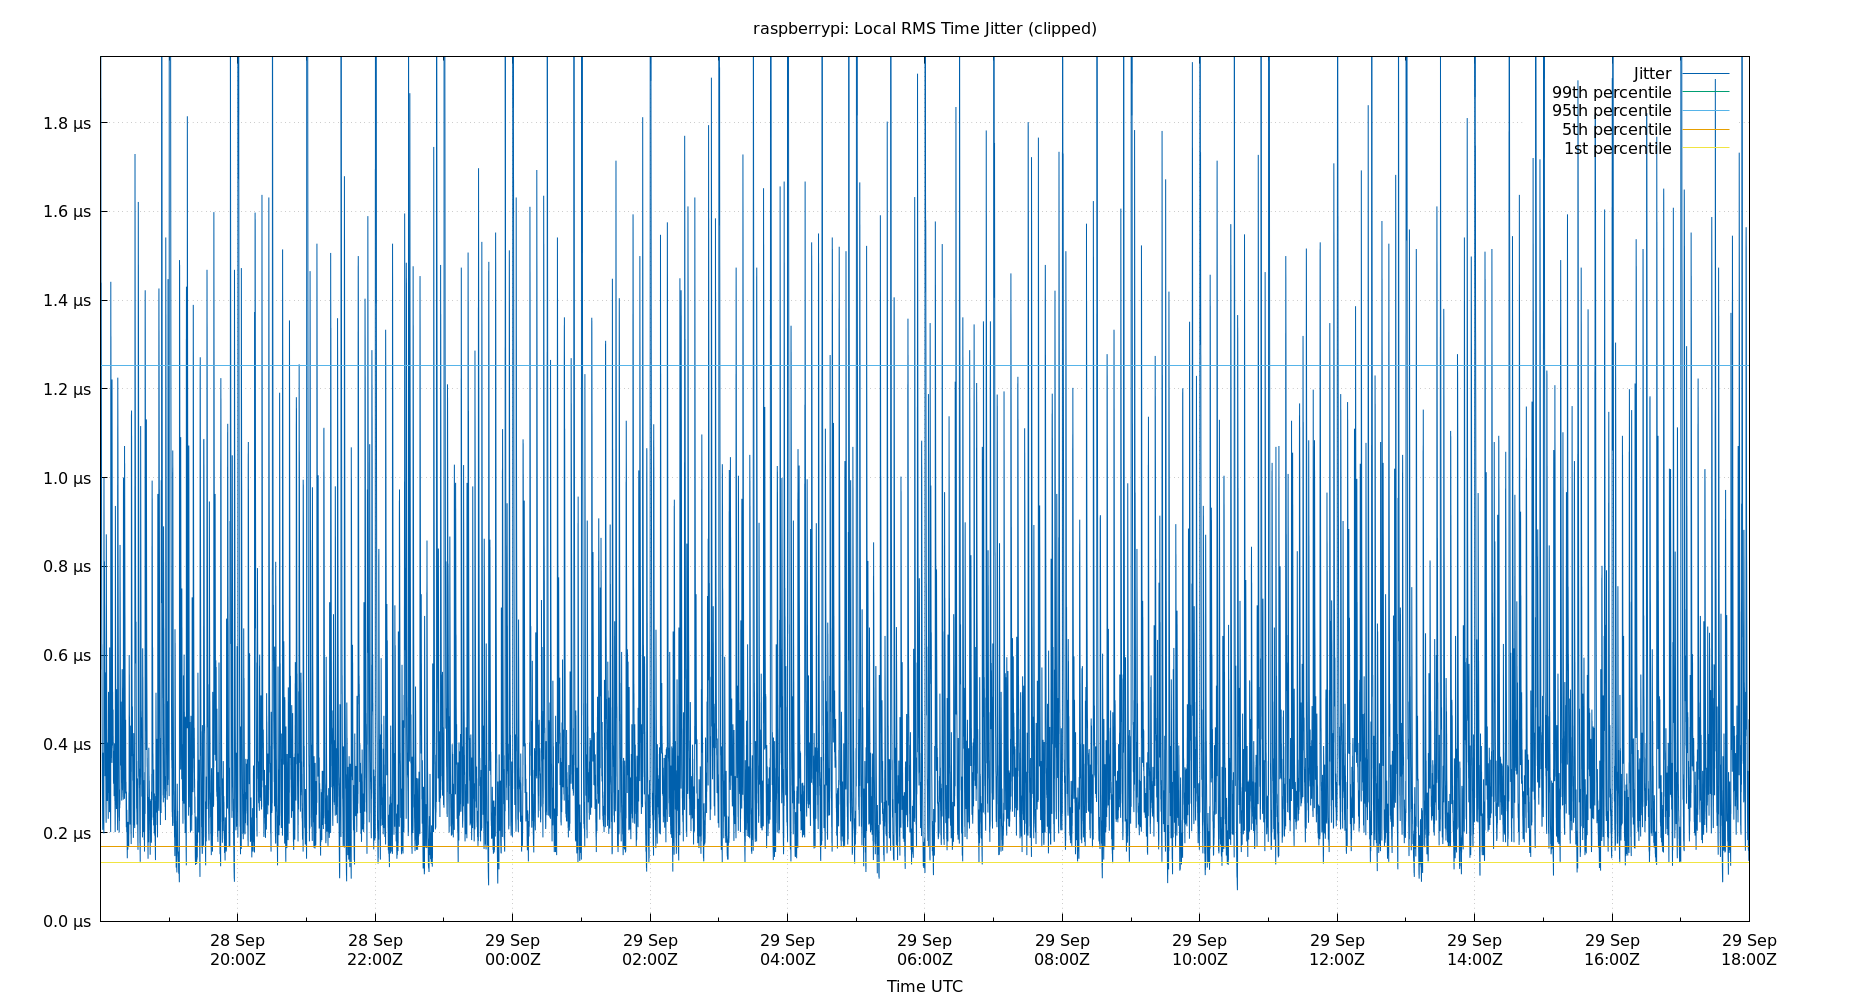 raspberrypi: Local RMS Time Jitter (clipped)
Jitter
99th percentile
95th percentile
5th percentile
1st percentile
1.8 µs
1.6 µs
1.4 µs
1.2 µs
1.0 µs
0.8 µs
0.6 µs
0.4 µs
0.2 µs
0.0 µs
28 Sep 28 Sep 29 Sep 29 Sep 29 Sep 29 Sep 29 Sep 29 Sep 29 Sep 29 Sep 29 Sep 29 Sep
20:00Z 22:00Z 00:00Z 02:00Z 04:00Z 06:00Z 08:00Z 10:00Z 12:00Z 14:00Z 16:00Z 18:00Z
Time UTC